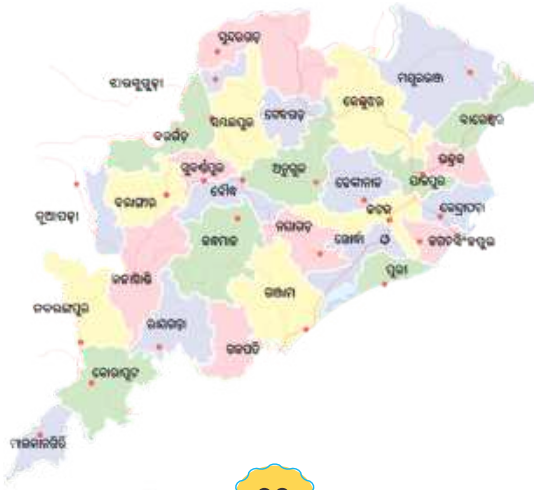 ସୁନ୍ଦରଗଡ଼
ଝାରସୁଗୁଡ଼ା
ମୟୂରଭଞ୍ଜ
କେନ୍ଦୁଝର
ସମ୍ବଲପୁର
ଦେବଗଡ଼
ବାଲେଶ୍ୱର
ବରଗଡ଼
ଭଦ୍ରକ
ସୁବର୍ଣ୍ଣପୁର
ଅନୁଗୁଳ
ଢେଙ୍କାନାଳ
ଯାଜପୁର
ବଲାଙ୍ଗୀର
ବୌଦ୍ଧ
କଟକ
କେନ୍ଦ୍ରାପଡ଼ା
ନୂଆପଡ଼ା
ନୟାଗଡ଼
ଖୋର୍ଦ୍ଧା
ଜଗତସିଂହପୁର
କନ୍ଧମାଳ
କଳାହାଣ୍ଡି
ପୁରୀ
ଗଞ୍ଜାମ
ନବରଙ୍ଗପୁର
ରାୟଗଡ଼ା
ଗଜପତି
କୋରାପୁଟ
ମାଲକାନଗିରି